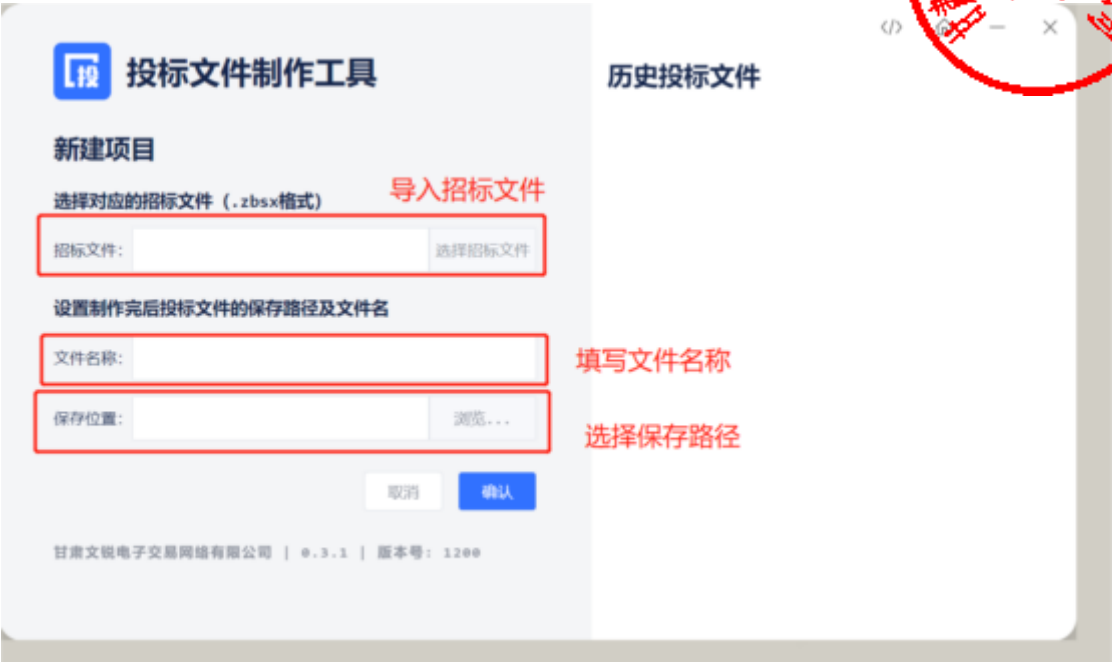 投
投标文件制作工具
历史投标文件
新建项目
选择对应的招标文件（.zbsx格式）
导入招标文件
招标文件:
选择招标文件
设置制作完后投标文件的保存路径及文件名
文件名称:
填写文件名称
保存位置:
浏览...
选择保存路径
取消
确认
甘肃文锐电子交易网络有限公司 | 0.3.1 | 版本号: 1200